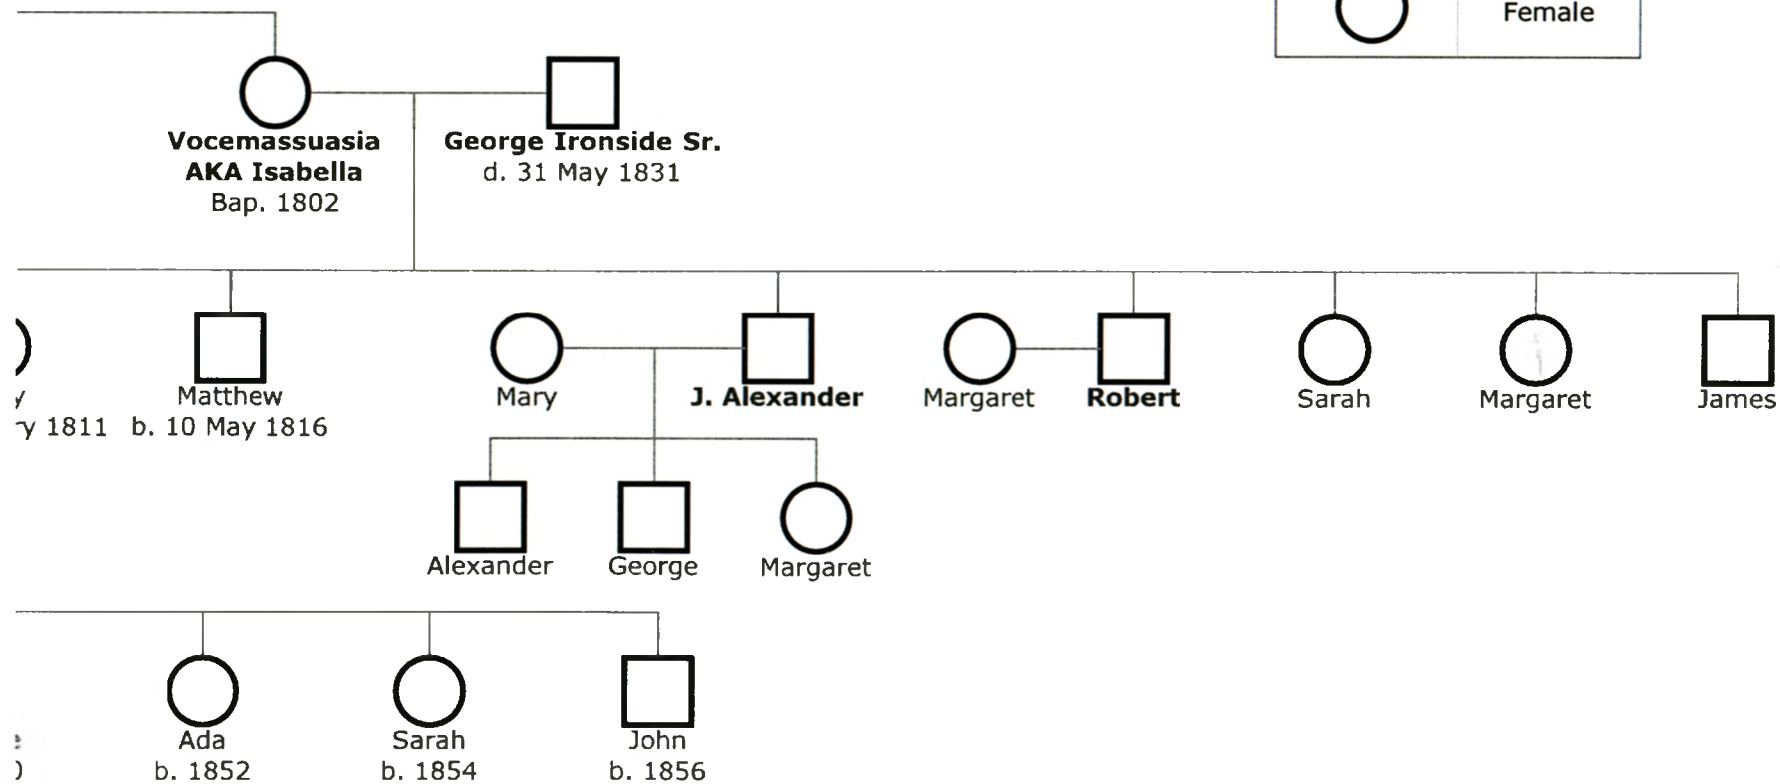 Female
Vocemassuasia
AKA Isabella
Bap. 1802
George Ironside Sr.
d. 31 May 1831
1811
Matthew
b. 10 May 1816
Mary
J. Alexander
Margaret
Robert
Sarah
Margaret
James
Alexander
George
Margaret
Ada
b. 1852
Sarah
b. 1854
John
b. 1856